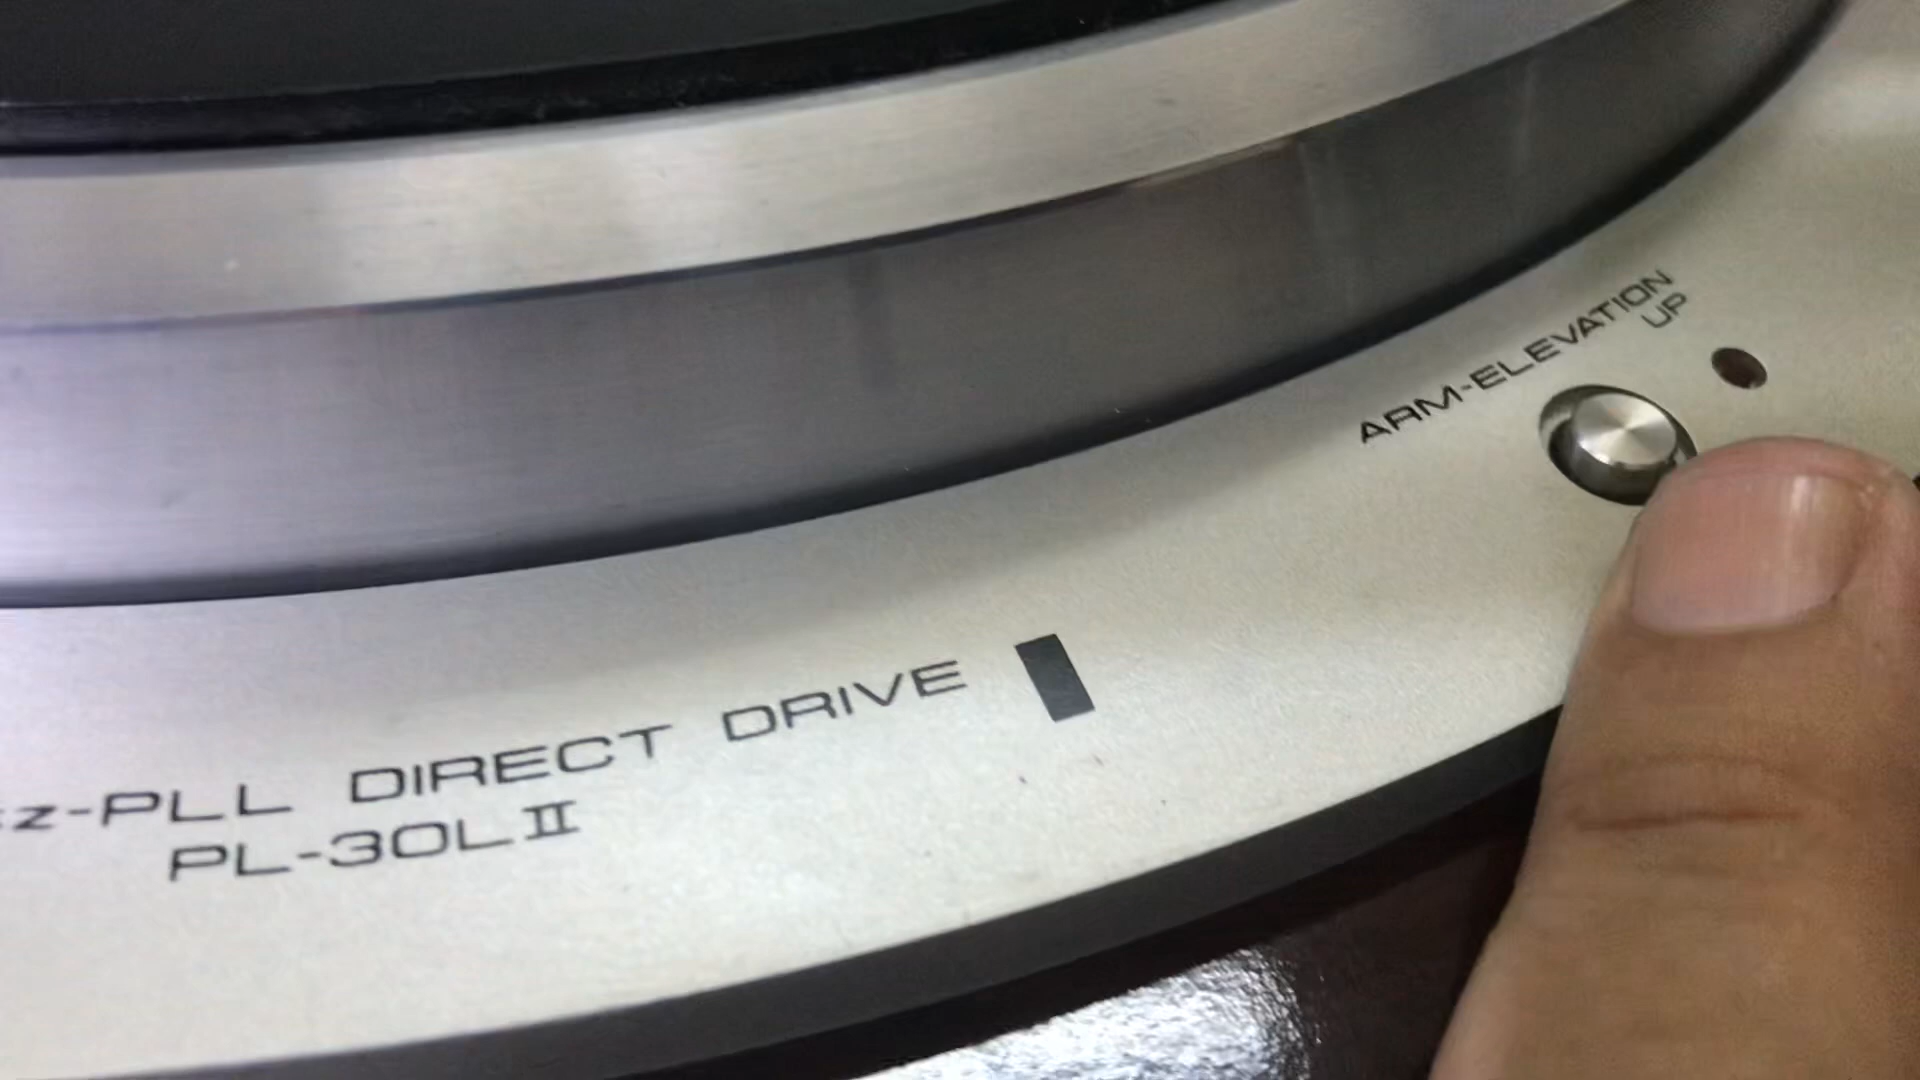 ARM-ELEVATION
UP
z-PLL DIRECT DRIVE
PL-30LII